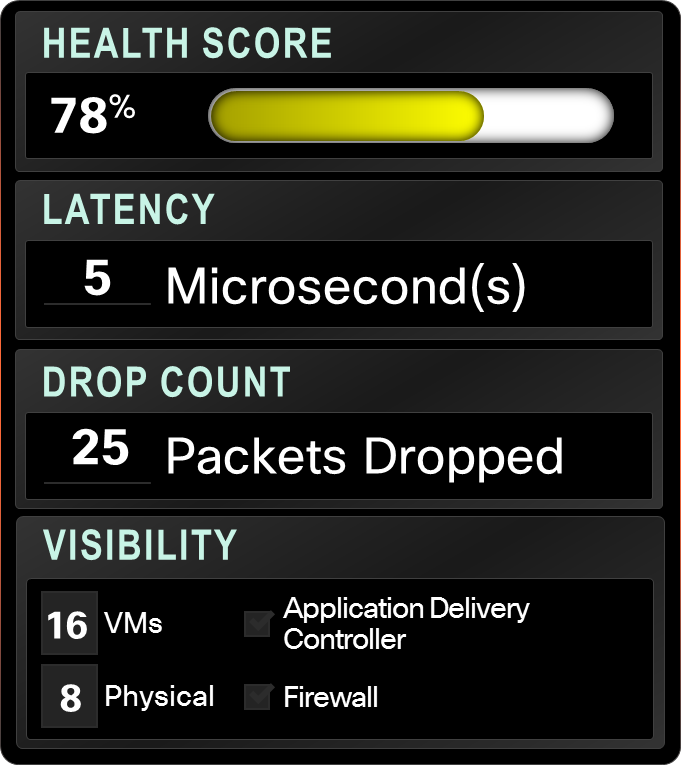 HEALTH SCORE
78%
LATENCY
5 Microsecond(s)
DROP COUNT
25 Packets Dropped
VISIBILITY
16 VMs
Application Delivery
Controller
8 Physical
Firewall